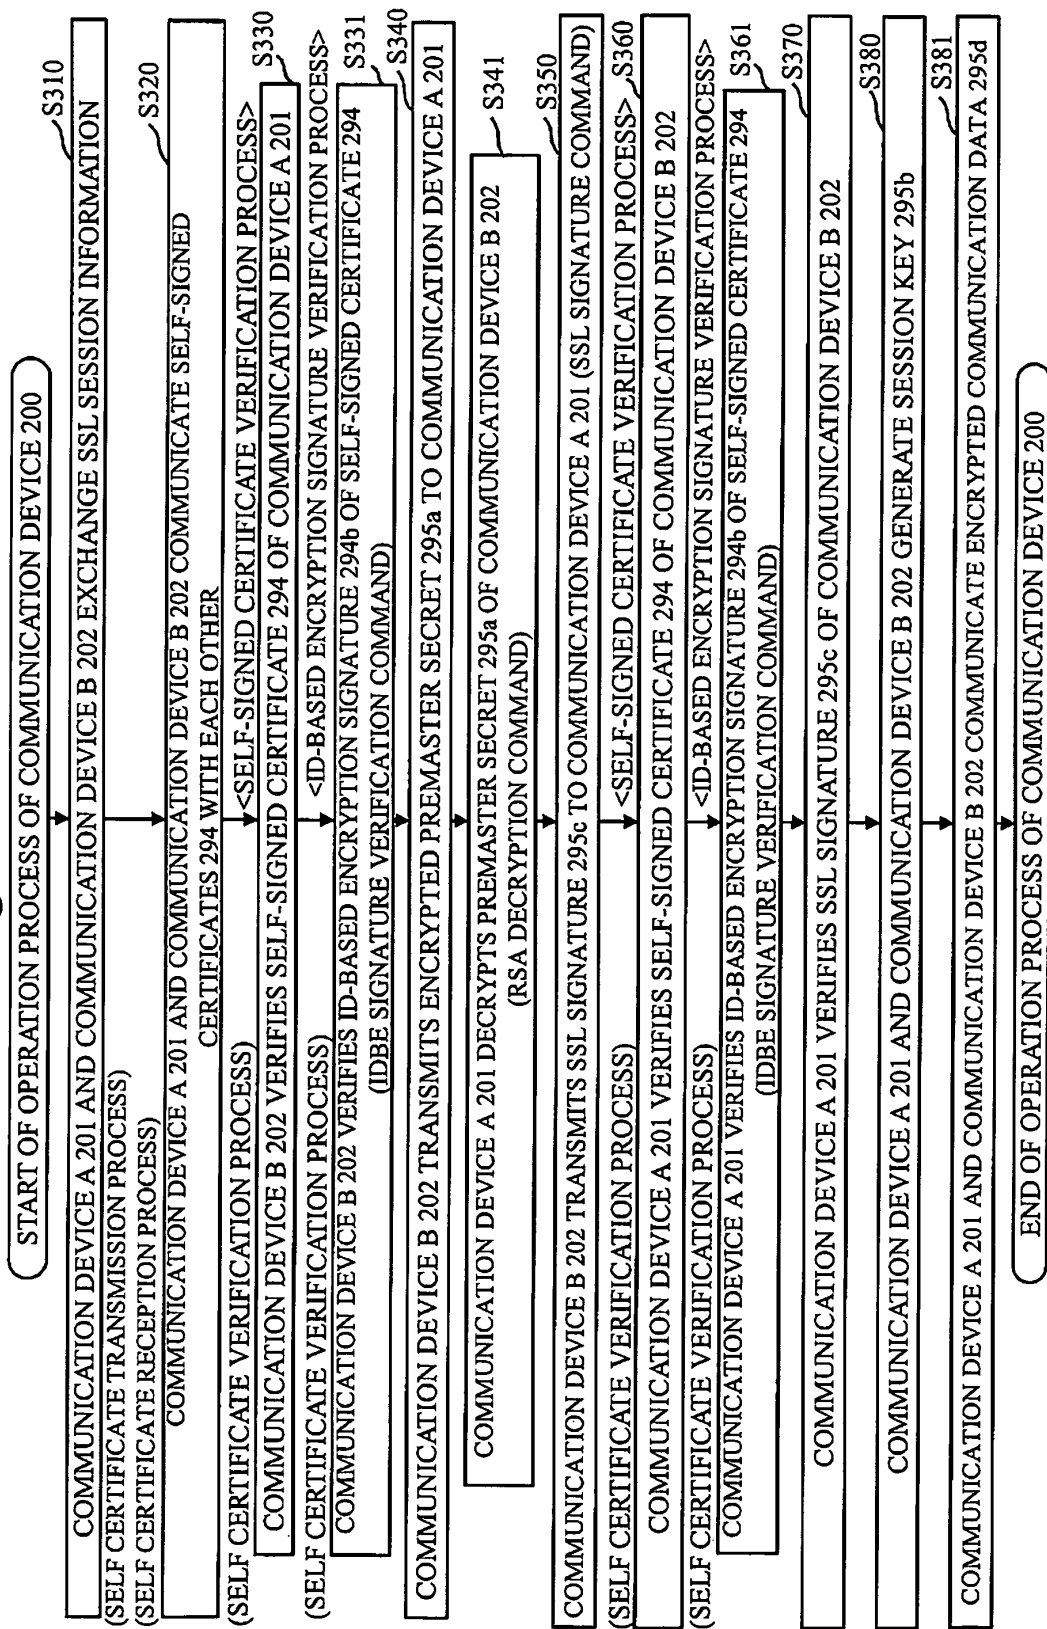 START OF OPERATION PROCESS OF COMMUNICATION DEVICE 200
S310
COMMUNICATION DEVICE A 201 AND COMMUNICATION DEVICE B 202 EXCHANGE SSL SESSION INFORMATION
(SELF CERTIFICATE TRANSMISSION PROCESS)
(SELF CERTIFICATE RECEPTION PROCESS)
S320
COMMUNICATION DEVICE A 201 AND COMMUNICATION DEVICE B 202 COMMUNICATE SELF-SIGNED
CERTIFICATES 294 WITH EACH OTHER
(SELF CERTIFICATE VERIFICATION PROCESS)
<SELF-SIGNED CERTIFICATE VERIFICATION PROCESS>
S330
COMMUNICATION DEVICE B 202 VERIFIES SELF-SIGNED CERTIFICATE 294 OF COMMUNICATION DEVICE A 201
(SELF CERTIFICATE VERIFICATION PROCESS)
<ID-BASED ENCRYPTION SIGNATURE VERIFICATION PROCESS>
S331
COMMUNICATION DEVICE B 202 VERIFIES ID-BASED ENCRYPTION SIGNATURE 294b OF SELF-SIGNED CERTIFICATE 294
(IDBE SIGNATURE VERIFICATION COMMAND)
S340
COMMUNICATION DEVICE B 202 TRANSMITS ENCRYPTED PREMASTER SECRET 295a TO COMMUNICATION DEVICE A 201
S341
COMMUNICATION DEVICE A 201 DECRYPTS PREMASTER SECRET 295a OF COMMUNICATION DEVICE B 202
(RSA DECRYPTION COMMAND)
S350
COMMUNICATION DEVICE B 202 TRANSMITS SSL SIGNATURE 295c TO COMMUNICATION DEVICE A 201 (SSL SIGNATURE COMMAND)
(SELF CERTIFICATE VERIFICATION PROCESS)
<SELF-SIGNED CERTIFICATE VERIFICATION PROCESS>
S360
COMMUNICATION DEVICE A 201 VERIFIES SELF-SIGNED CERTIFICATE 294 OF COMMUNICATION DEVICE B 202
(SELF CERTIFICATE VERIFICATION PROCESS)
<ID-BASED ENCRYPTION SIGNATURE VERIFICATION PROCESS>
S361
COMMUNICATION DEVICE A 201 VERIFIES ID-BASED ENCRYPTION SIGNATURE 294b OF SELF-SIGNED CERTIFICATE 294
(IDBE SIGNATURE VERIFICATION COMMAND)
S370
COMMUNICATION DEVICE A 201 VERIFIES SSL SIGNATURE 295c OF COMMUNICATION DEVICE B 202
S380
COMMUNICATION DEVICE A 201 AND COMMUNICATION DEVICE B 202 GENERATE SESSION KEY 295b
S381
COMMUNICATION DEVICE A 201 AND COMMUNICATION DEVICE B 202 COMMUNICATE ENCRYPTED COMMUNICATION DATA 295d
END OF OPERATION PROCESS OF COMMUNICATION DEVICE 200